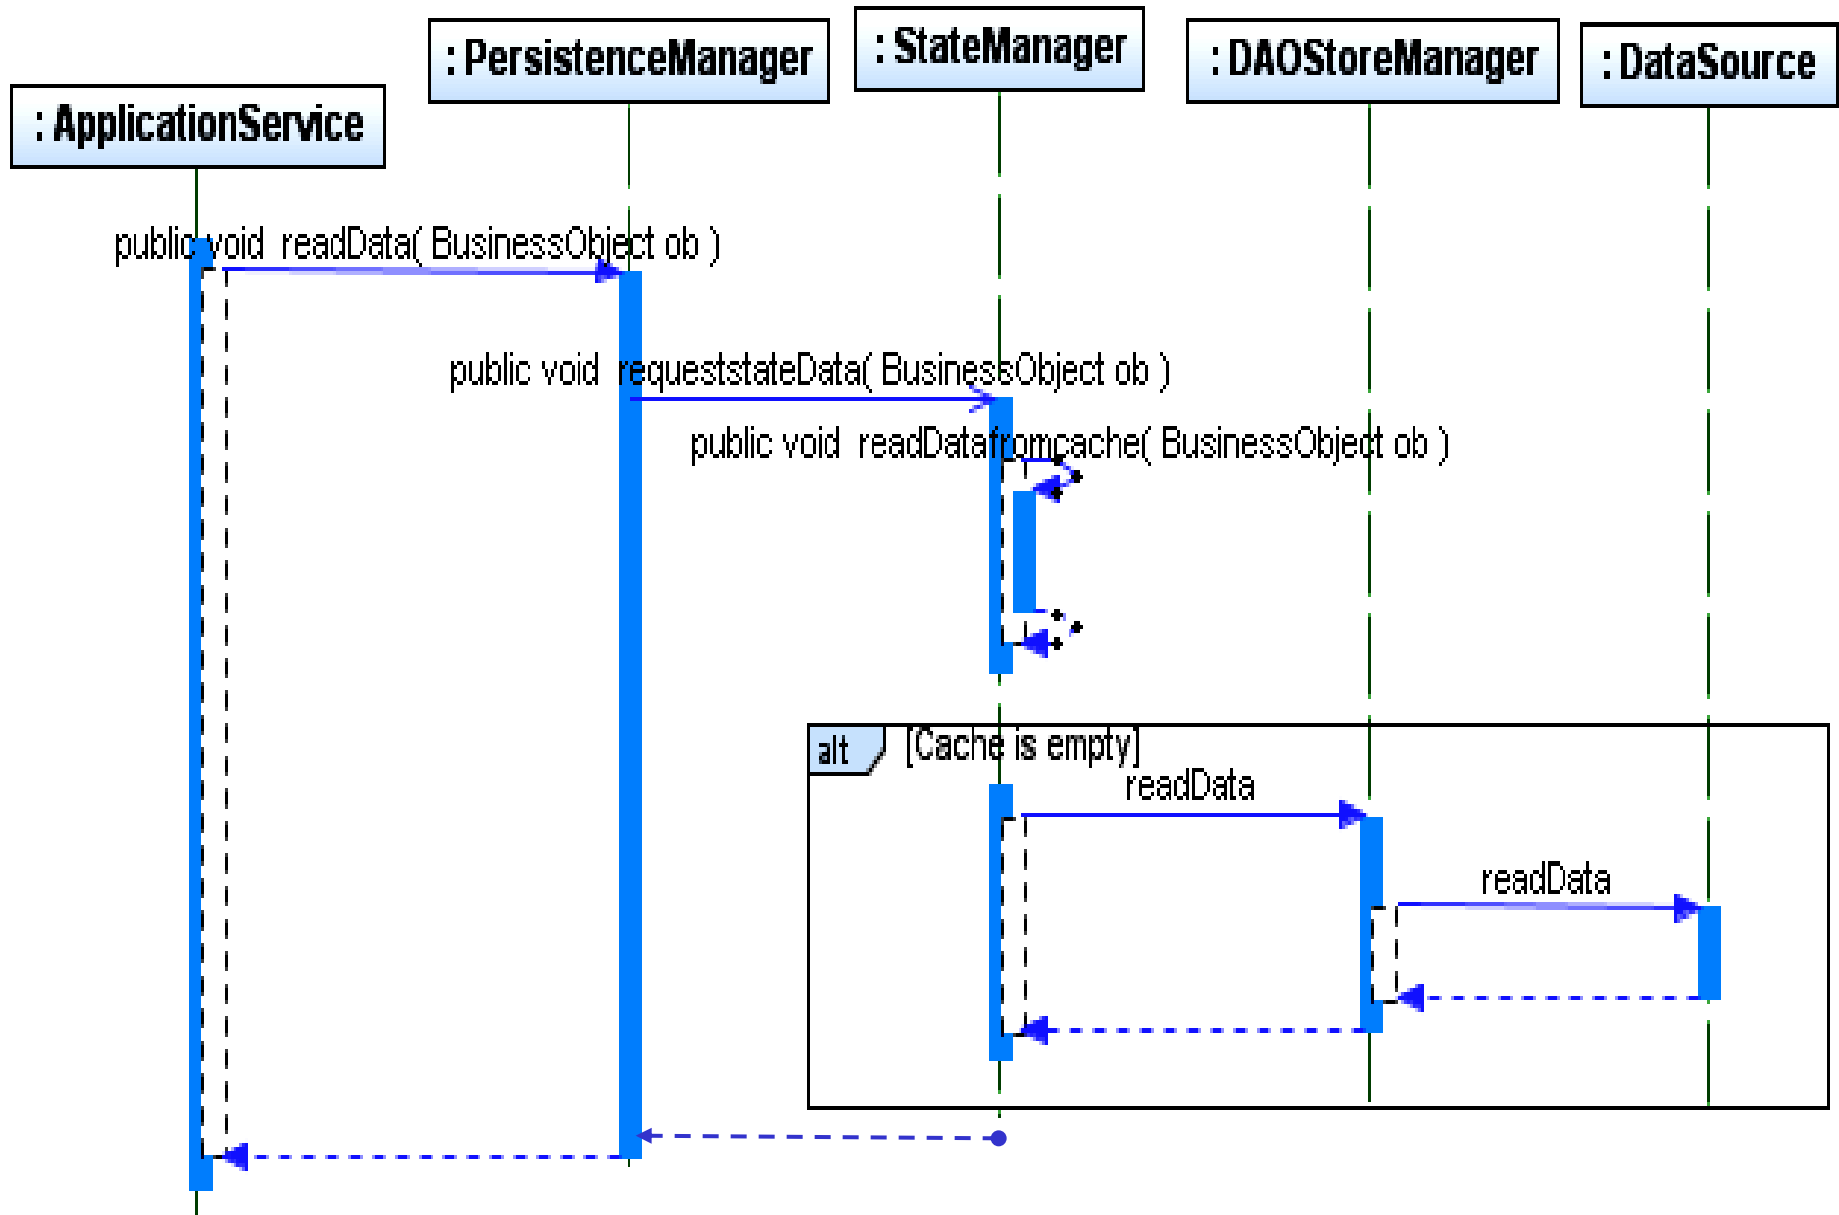 : StateManager
: PersistenceManager
: DAOStoreManager
: DataSource
: ApplicationService
public void readData( BusinessObject ob )
public void requeststateData( BusinessObject ob )
public void readDatafromcache( BusinessObject ob )
alt [Cache is empty]
readData
readData